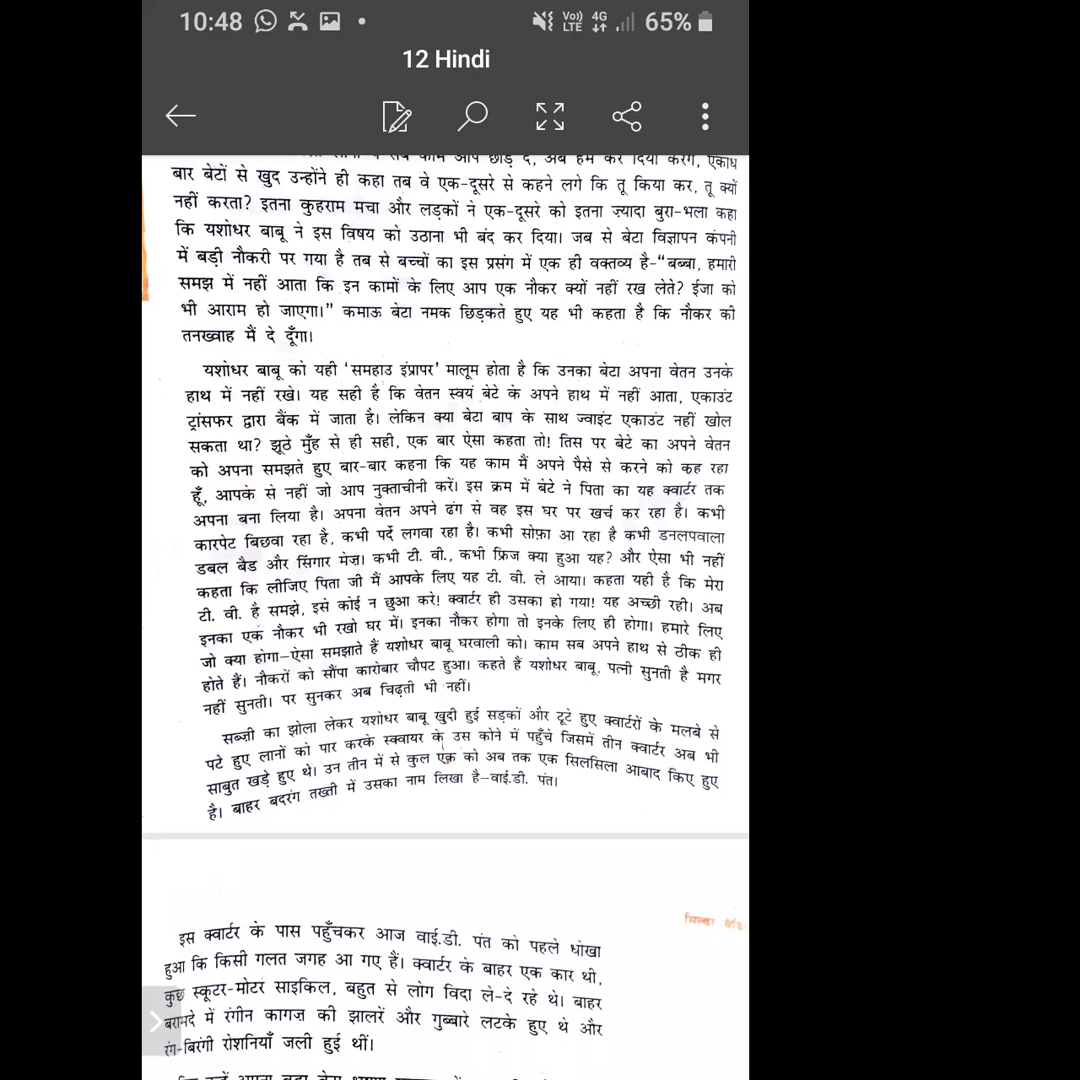 10:48
Vo)) LTE 4G 65%
12 Hindi
काम आप छोड़ दें, अब हम कर दिया करेंगे, एकाध
बार बेटों से खुद उन्होंने ही कहा तब वे एक-दूसरे से कहने लगे कि तू किया कर, तू क्यों
नहीं करता? इतना कुहराम मचा और लड़कों ने एक-दूसरे को इतना ज़्यादा बुरा-भला कहा
कि यशोधर बाबू ने इस विषय को उठाना भी बंद कर दिया। जब से बेटा विज्ञापन कंपनी
में बड़ी नौकरी पर गया है तब से बच्चों का इस प्रसंग में एक ही वक्तव्य है-“बब्बा, हमारी
समझ में नहीं आता कि इन कामों के लिए आप एक नौकर क्यों नहीं रख लेते? ईजा को
भी आराम हो जाएगा।” कमाऊ बेटा नमक छिड़कते हुए यह भी कहता है कि नौकर की
तनख्वाह मैं दे दूँगा।
यशोधर बाबू को यही ‘समहाउ इंप्रापर’ मालूम होता है कि उनका बेटा अपना वेतन उनके
हाथ में नहीं रखे। यह सही है कि वेतन स्वयं बेटे के अपने हाथ में नहीं आता, एकाउंट
ट्रांसफर द्वारा बैंक में जाता है। लेकिन क्या बेटा बाप के साथ ज्वाइंट एकाउंट नहीं खोल
सकता था? झूठे मुँह से ही सही, एक बार ऐसा कहता तो! तिस पर बेटे का अपने वेतन
को अपना समझते हुए बार-बार कहना कि यह काम मैं अपने पैसे से करने को कह रहा
हूँ, आपके से नहीं जो आप नुक्ताचीनी करें। इस क्रम में बेटे ने पिता का यह क्वार्टर तक
अपना बना लिया है। अपना वेतन अपने ढंग से वह इस घर पर खर्च कर रहा है। कभी
कारपेट बिछवा रहा है, कभी पर्दे लगवा रहा है। कभी सोफ़ा आ रहा है कभी डनलपवाला
डबल बैड और सिंगार मेज़। कभी टी. वी., कभी फ्रिज क्या हुआ यह? और ऐसा भी नहीं
कहता कि लीजिए पिता जी मैं आपके लिए यह टी. वी. ले आया। कहता यही है कि मेरा
टी. वी. है समझे, इसे कोई न छुआ करे! क्वार्टर ही उसका हो गया! यह अच्छी रही। अब
इनका एक नौकर भी रखो घर में। इनका नौकर होगा तो इनके लिए ही होगा। हमारे लिए
जो क्या होगा–ऐसा समझाते हैं यशोधर बाबू घरवाली को। काम सब अपने हाथ से ठीक ही
होते हैं। नौकरों को सौंपा कारोबार चौपट हुआ। कहते हैं यशोधर बाबू, पत्नी सुनती है मगर
नहीं सुनती। पर सुनकर अब चिढ़ती भी नहीं।
सब्ज़ी का झोला लेकर यशोधर बाबू खुदी हुई सड़कों और टूटे हुए क्वार्टरों के मलबे से
पटे हुए लानों को पार करके स्क्वायर के उस कोने में पहुँचे जिसमें तीन क्वार्टर अब भी
साबुत खड़े हुए थे। उन तीन में से कुल एक को अब तक एक सिलसिला आबाद किए हुए
है। बाहर बदरंग तख्ती में उसका नाम लिखा है–वाई.डी. पंत।
इस क्वार्टर के पास पहुँचकर आज वाई.डी. पंत को पहले धोखा
हुआ कि किसी गलत जगह आ गए हैं। क्वार्टर के बाहर एक कार थी,
कुछ स्कूटर-मोटर साइकिल, बहुत से लोग विदा ले-दे रहे थे। बाहर
बरामदे में रंगीन कागज़ की झालरें और गुब्बारे लटके हुए थे और
रंग-बिरंगी रोशनियाँ जली हुई थीं।